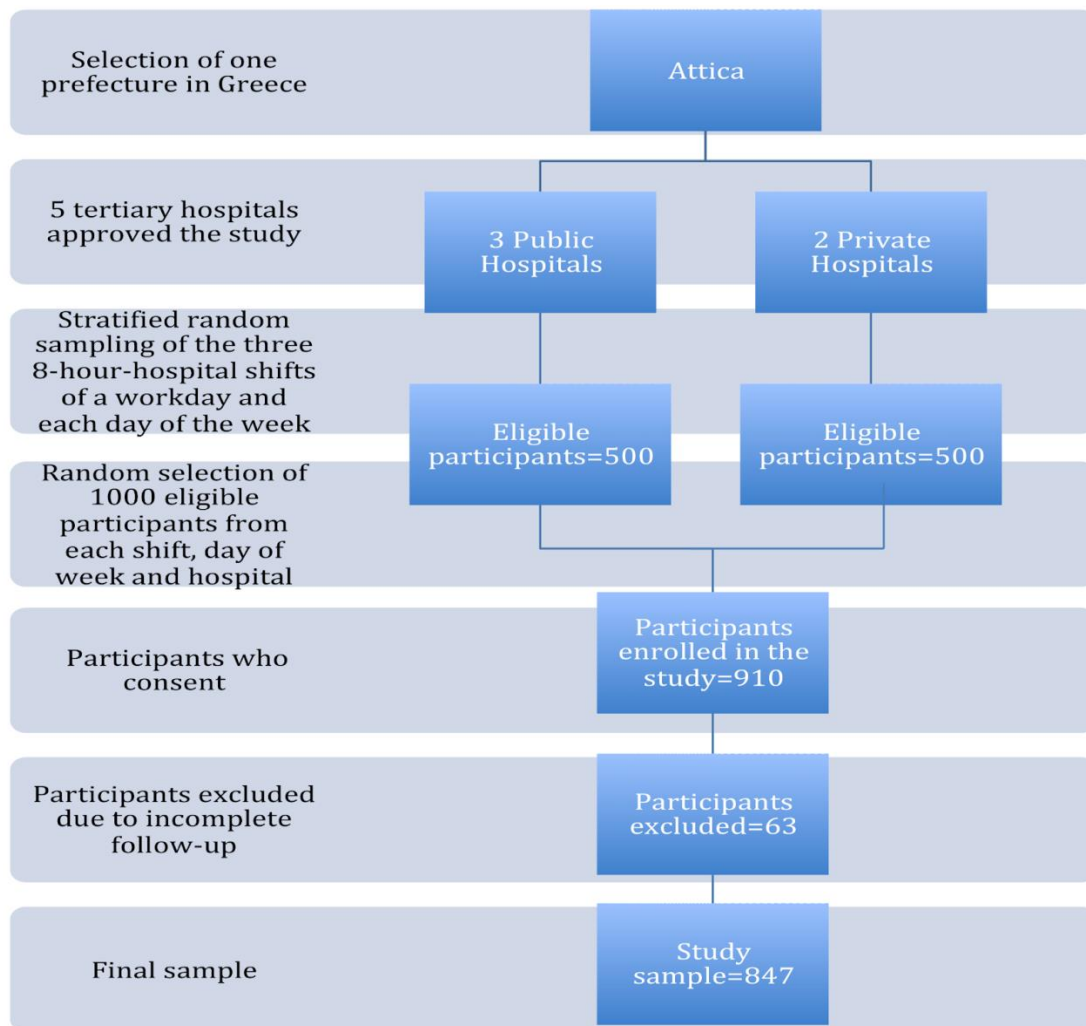 Selection of one
prefecture in Greece
Attica
5 tertiary hospitals
approved the study
3 Public
Hospitals
2 Private
Hospitals
Stratified random
sampling of the three
8-hour-hospital shifts
of a workday and
each day of the week
Eligible
participants=500
Eligible
participants=500
Random selection of
1000 eligible
participants from
each shift, day of
week and hospital
Participants who
consent
Participants
enrolled in the
study=910
Participants excluded
due to incomplete
follow-up
Participants
excluded=63
Final sample
Study
sample=847